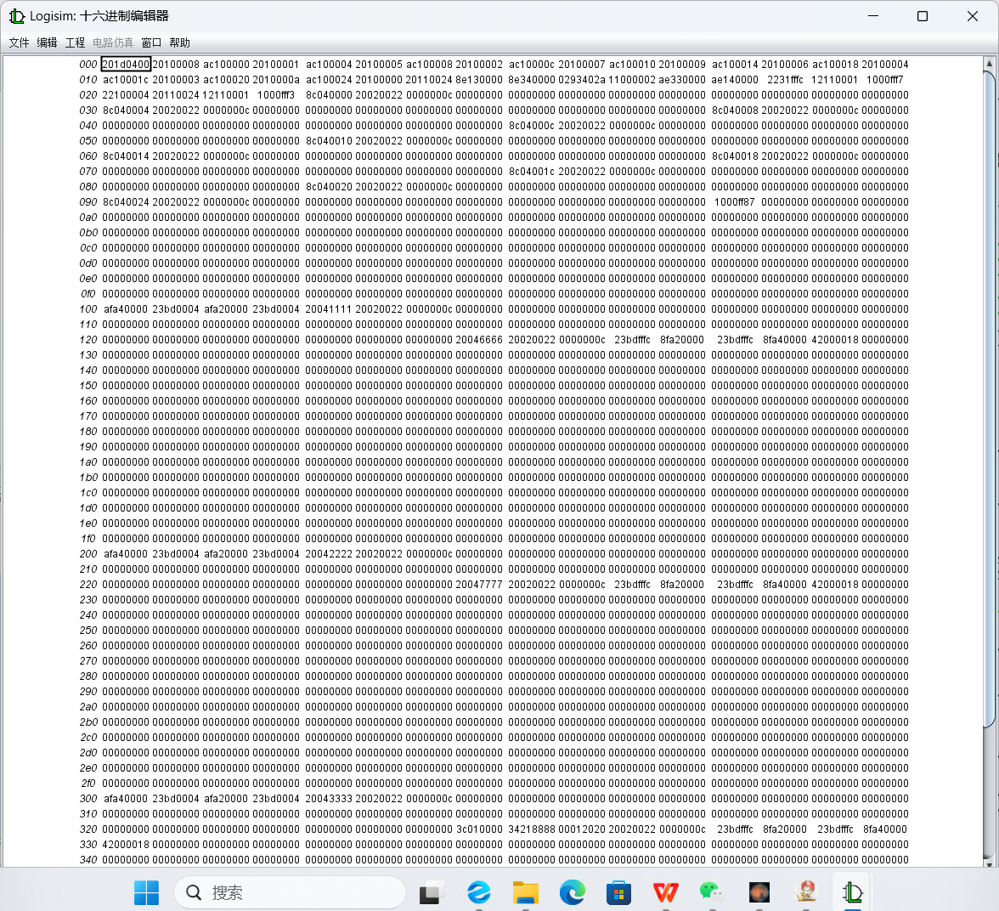 Logisim: 十六进制编辑器
文件 编辑 工程 电路仿真 窗口 帮助
000 201d0400 20100008 ac100000 20100001 ac100004 20100005 ac100008 20100002 ac10000c 20100007 ac100010 20100009 ac100014 20100006 ac100018 20100004
010 ac10001c 20100003 ac100020 2010000a ac100024 20100000 20110024 8e130000 8e340000 0293402a 11000002 ae330000 ae140000 2231fffc 12110001 1000fff7
020 22100004 20110024 12110001 1000fff3 8c040000 20020022 0000000c 00000000 00000000 00000000 00000000 00000000 00000000 00000000 00000000 00000000
030 8c040004 20020022 0000000c 00000000 00000000 00000000 00000000 00000000 00000000 00000000 00000000 00000000 8c040008 20020022 0000000c 00000000
040 00000000 00000000 00000000 00000000 00000000 00000000 00000000 00000000 8c04000c 20020022 0000000c 00000000 00000000 00000000 00000000 00000000
050 00000000 00000000 00000000 00000000 8c040010 20020022 0000000c 00000000 00000000 00000000 00000000 00000000 00000000 00000000 00000000 00000000
060 8c040014 20020022 0000000c 00000000 00000000 00000000 00000000 00000000 00000000 00000000 00000000 00000000 8c040018 20020022 0000000c 00000000
070 00000000 00000000 00000000 00000000 00000000 00000000 00000000 00000000 8c04001c 20020022 0000000c 00000000 00000000 00000000 00000000 00000000
080 00000000 00000000 00000000 00000000 8c040020 20020022 0000000c 00000000 00000000 00000000 00000000 00000000 00000000 00000000 00000000 00000000
090 8c040024 20020022 0000000c 00000000 00000000 00000000 00000000 00000000 00000000 00000000 00000000 00000000 1000ff87 00000000 00000000 00000000
0a0 00000000 00000000 00000000 00000000 00000000 00000000 00000000 00000000 00000000 00000000 00000000 00000000 00000000 00000000 00000000 00000000
0b0 00000000 00000000 00000000 00000000 00000000 00000000 00000000 00000000 00000000 00000000 00000000 00000000 00000000 00000000 00000000 00000000
0c0 00000000 00000000 00000000 00000000 00000000 00000000 00000000 00000000 00000000 00000000 00000000 00000000 00000000 00000000 00000000 00000000
0d0 00000000 00000000 00000000 00000000 00000000 00000000 00000000 00000000 00000000 00000000 00000000 00000000 00000000 00000000 00000000 00000000
0e0 00000000 00000000 00000000 00000000 00000000 00000000 00000000 00000000 00000000 00000000 00000000 00000000 00000000 00000000 00000000 00000000
0f0 00000000 00000000 00000000 00000000 00000000 00000000 00000000 00000000 00000000 00000000 00000000 00000000 00000000 00000000 00000000 00000000
100 afa40000 23bd0004 afa20000 23bd0004 20041111 20020022 0000000c 00000000 00000000 00000000 00000000 00000000 00000000 00000000 00000000 00000000
110 00000000 00000000 00000000 00000000 00000000 00000000 00000000 00000000 00000000 00000000 00000000 00000000 00000000 00000000 00000000 00000000
120 00000000 00000000 00000000 00000000 00000000 00000000 00000000 20046666 20020022 0000000c 23bdfffc 8fa20000 23bdfffc 8fa40000 42000018 00000000
130 00000000 00000000 00000000 00000000 00000000 00000000 00000000 00000000 00000000 00000000 00000000 00000000 00000000 00000000 00000000 00000000
140 00000000 00000000 00000000 00000000 00000000 00000000 00000000 00000000 00000000 00000000 00000000 00000000 00000000 00000000 00000000 00000000
150 00000000 00000000 00000000 00000000 00000000 00000000 00000000 00000000 00000000 00000000 00000000 00000000 00000000 00000000 00000000 00000000
160 00000000 00000000 00000000 00000000 00000000 00000000 00000000 00000000 00000000 00000000 00000000 00000000 00000000 00000000 00000000 00000000
170 00000000 00000000 00000000 00000000 00000000 00000000 00000000 00000000 00000000 00000000 00000000 00000000 00000000 00000000 00000000 00000000
180 00000000 00000000 00000000 00000000 00000000 00000000 00000000 00000000 00000000 00000000 00000000 00000000 00000000 00000000 00000000 00000000
190 00000000 00000000 00000000 00000000 00000000 00000000 00000000 00000000 00000000 00000000 00000000 00000000 00000000 00000000 00000000 00000000
1a0 00000000 00000000 00000000 00000000 00000000 00000000 00000000 00000000 00000000 00000000 00000000 00000000 00000000 00000000 00000000 00000000
1b0 00000000 00000000 00000000 00000000 00000000 00000000 00000000 00000000 00000000 00000000 00000000 00000000 00000000 00000000 00000000 00000000
1c0 00000000 00000000 00000000 00000000 00000000 00000000 00000000 00000000 00000000 00000000 00000000 00000000 00000000 00000000 00000000 00000000
1d0 00000000 00000000 00000000 00000000 00000000 00000000 00000000 00000000 00000000 00000000 00000000 00000000 00000000 00000000 00000000 00000000
1e0 00000000 00000000 00000000 00000000 00000000 00000000 00000000 00000000 00000000 00000000 00000000 00000000 00000000 00000000 00000000 00000000
1f0 00000000 00000000 00000000 00000000 00000000 00000000 00000000 00000000 00000000 00000000 00000000 00000000 00000000 00000000 00000000 00000000
200 afa40000 23bd0004 afa20000 23bd0004 20042222 20020022 0000000c 00000000 00000000 00000000 00000000 00000000 00000000 00000000 00000000 00000000
210 00000000 00000000 00000000 00000000 00000000 00000000 00000000 00000000 00000000 00000000 00000000 00000000 00000000 00000000 00000000 00000000
220 00000000 00000000 00000000 00000000 00000000 00000000 00000000 20047777 20020022 0000000c 23bdfffc 8fa20000 23bdfffc 8fa40000 42000018 00000000
230 00000000 00000000 00000000 00000000 00000000 00000000 00000000 00000000 00000000 00000000 00000000 00000000 00000000 00000000 00000000 00000000
240 00000000 00000000 00000000 00000000 00000000 00000000 00000000 00000000 00000000 00000000 00000000 00000000 00000000 00000000 00000000 00000000
250 00000000 00000000 00000000 00000000 00000000 00000000 00000000 00000000 00000000 00000000 00000000 00000000 00000000 00000000 00000000 00000000
260 00000000 00000000 00000000 00000000 00000000 00000000 00000000 00000000 00000000 00000000 00000000 00000000 00000000 00000000 00000000 00000000
270 00000000 00000000 00000000 00000000 00000000 00000000 00000000 00000000 00000000 00000000 00000000 00000000 00000000 00000000 00000000 00000000
280 00000000 00000000 00000000 00000000 00000000 00000000 00000000 00000000 00000000 00000000 00000000 00000000 00000000 00000000 00000000 00000000
290 00000000 00000000 00000000 00000000 00000000 00000000 00000000 00000000 00000000 00000000 00000000 00000000 00000000 00000000 00000000 00000000
2a0 00000000 00000000 00000000 00000000 00000000 00000000 00000000 00000000 00000000 00000000 00000000 00000000 00000000 00000000 00000000 00000000
2b0 00000000 00000000 00000000 00000000 00000000 00000000 00000000 00000000 00000000 00000000 00000000 00000000 00000000 00000000 00000000 00000000
2c0 00000000 00000000 00000000 00000000 00000000 00000000 00000000 00000000 00000000 00000000 00000000 00000000 00000000 00000000 00000000 00000000
2d0 00000000 00000000 00000000 00000000 00000000 00000000 00000000 00000000 00000000 00000000 00000000 00000000 00000000 00000000 00000000 00000000
2e0 00000000 00000000 00000000 00000000 00000000 00000000 00000000 00000000 00000000 00000000 00000000 00000000 00000000 00000000 00000000 00000000
2f0 00000000 00000000 00000000 00000000 00000000 00000000 00000000 00000000 00000000 00000000 00000000 00000000 00000000 00000000 00000000 00000000
300 afa40000 23bd0004 afa20000 23bd0004 20043333 20020022 0000000c 00000000 00000000 00000000 00000000 00000000 00000000 00000000 00000000 00000000
310 00000000 00000000 00000000 00000000 00000000 00000000 00000000 00000000 00000000 00000000 00000000 00000000 00000000 00000000 00000000 00000000
320 00000000 00000000 00000000 00000000 00000000 00000000 00000000 3c010000 34218888 00012020 20020022 0000000c 23bdfffc 8fa20000 23bdfffc 8fa40000
330 42000018 00000000 00000000 00000000 00000000 00000000 00000000 00000000 00000000 00000000 00000000 00000000 00000000 00000000 00000000 00000000
340 00000000 00000000 00000000 00000000 00000000 00000000 00000000 00000000 00000000 00000000 00000000 00000000 00000000 00000000 00000000 00000000
搜索